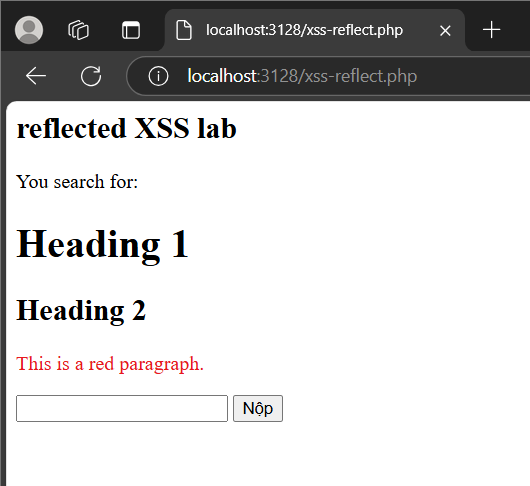 localhost:3128/xss-reflect.php
localhost:3128/xss-reflect.php
reflected XSS lab
You search for:
Heading 1
Heading 2
This is a red paragraph.
Nộp